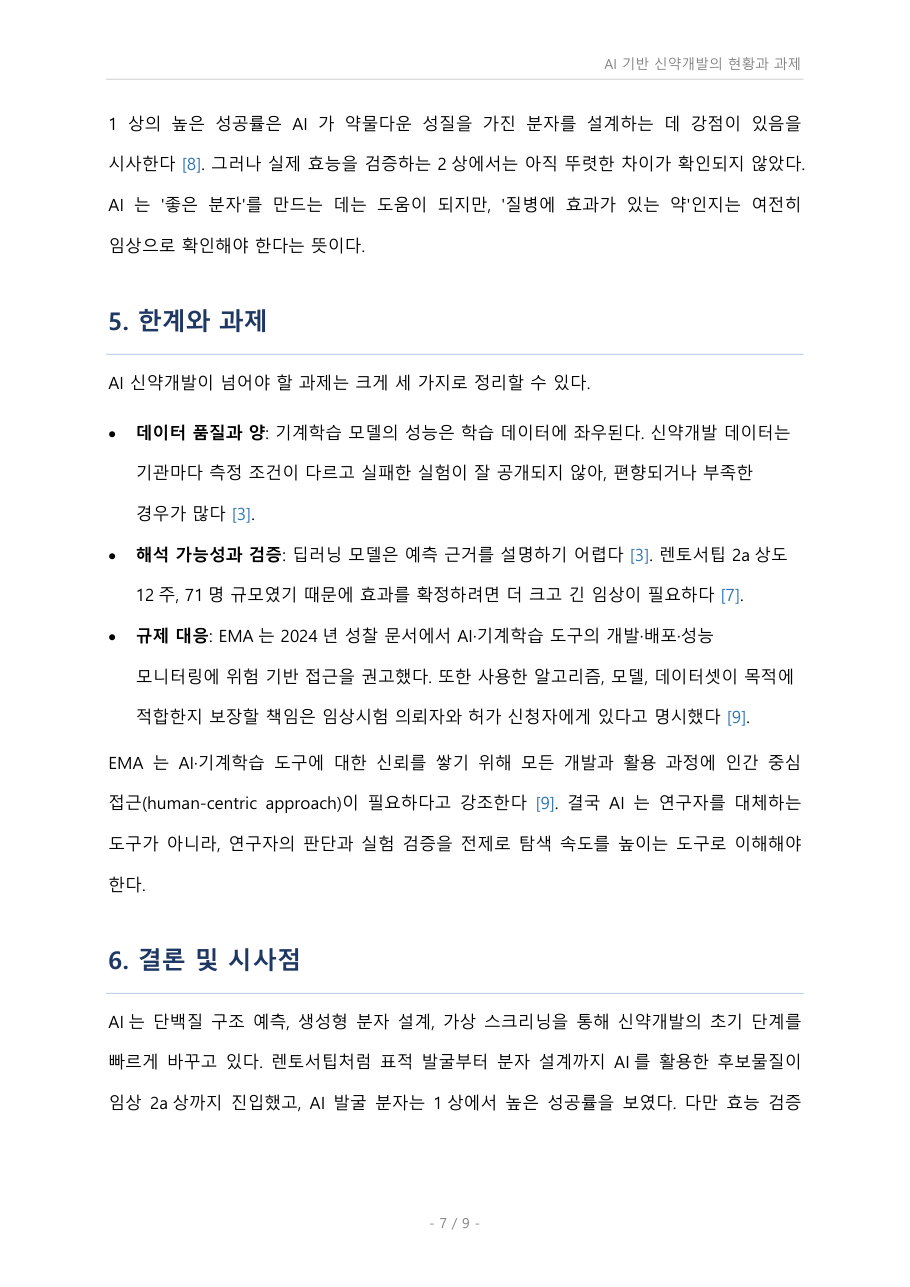 AI 기반 신약개발의 현황과 과제
1 상의 높은 성공률은 AI 가 약물다운 성질을 가진 분자를 설계하는 데 강점이 있음을
시사한다 [8]. 그러나 실제 효능을 검증하는 2 상에서는 아직 뚜렷한 차이가 확인되지 않았다.
AI 는 '좋은 분자'를 만드는 데는 도움이 되지만, '질병에 효과가 있는 약'인지는 여전히
임상으로 확인해야 한다는 뜻이다.
5. 한계와 과제
AI 신약개발이 넘어야 할 과제는 크게 세 가지로 정리할 수 있다.
• 데이터 품질과 양: 기계학습 모델의 성능은 학습 데이터에 좌우된다. 신약개발 데이터는
기관마다 측정 조건이 다르고 실패한 실험이 잘 공개되지 않아, 편향되거나 부족한
경우가 많다 [3].
• 해석 가능성과 검증: 딥러닝 모델은 예측 근거를 설명하기 어렵다 [3]. 렌토서팁 2a 상도
12 주, 71 명 규모였기 때문에 효과를 확정하려면 더 크고 긴 임상이 필요하다 [7].
• 규제 대응: EMA 는 2024 년 성찰 문서에서 AI·기계학습 도구의 개발·배포·성능
모니터링에 위험 기반 접근을 권고했다. 또한 사용한 알고리즘, 모델, 데이터셋이 목적에
적합한지 보장할 책임은 임상시험 의뢰자와 허가 신청자에게 있다고 명시했다 [9].
EMA 는 AI·기계학습 도구에 대한 신뢰를 쌓기 위해 모든 개발과 활용 과정에 인간 중심
접근(human-centric approach)이 필요하다고 강조한다 [9]. 결국 AI 는 연구자를 대체하는
도구가 아니라, 연구자의 판단과 실험 검증을 전제로 탐색 속도를 높이는 도구로 이해해야
한다.
6. 결론 및 시사점
AI 는 단백질 구조 예측, 생성형 분자 설계, 가상 스크리닝을 통해 신약개발의 초기 단계를
빠르게 바꾸고 있다. 렌토서팁처럼 표적 발굴부터 분자 설계까지 AI 를 활용한 후보물질이
임상 2a 상까지 진입했고, AI 발굴 분자는 1 상에서 높은 성공률을 보였다. 다만 효능 검증
- 7 / 9 -